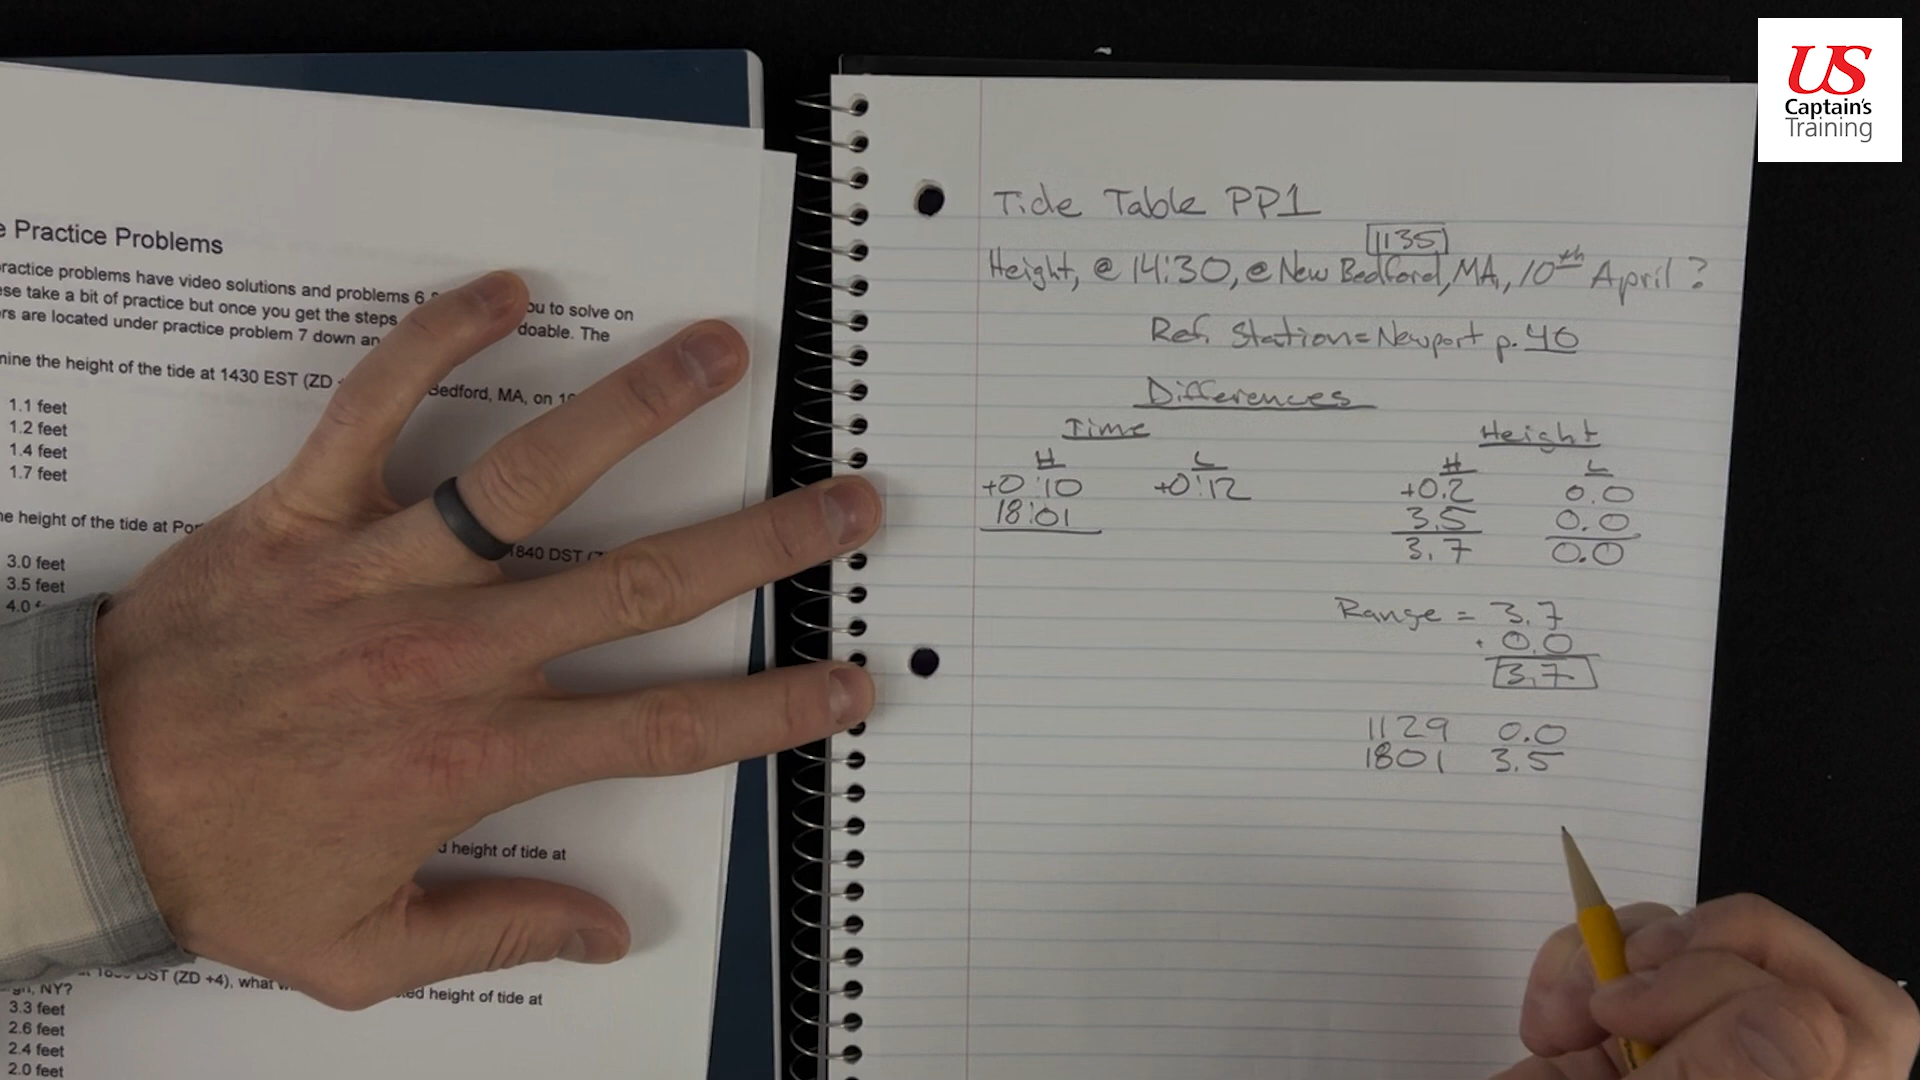 e Practice Problems
ractice problems have video solutions and problems 6 ou to solve on
se take a bit of practice but once you get the steps doable. The
rs are located under practice problem 7 down an
mine the height of the tide at 1430 EST (ZD Bedford, MA, on
1.1 feet
1.2 feet
1.4 feet
1.7 feet
he height of the tide at Por 1840 DST
3.0 feet
3.5 feet
4.0
d height of tide at
DST (ZD +4), what ed height of tide at
gh, NY?
3.3 feet
2.6 feet
2.4 feet
2.0 feet
Tide Table PP1
1135
Height, @ 14:30, @ New Bedford, MA, 10th April?
Ref. Station = Newport p. 40
Differences
Time Height
H L H L
+0:10 +0:12 +0.2 0.0
18:01 3.5 0.0
3.7 0.0
Range = 3.7
0.0
3.7
1129 0.0
1801 3.5
US
Captain's
Training